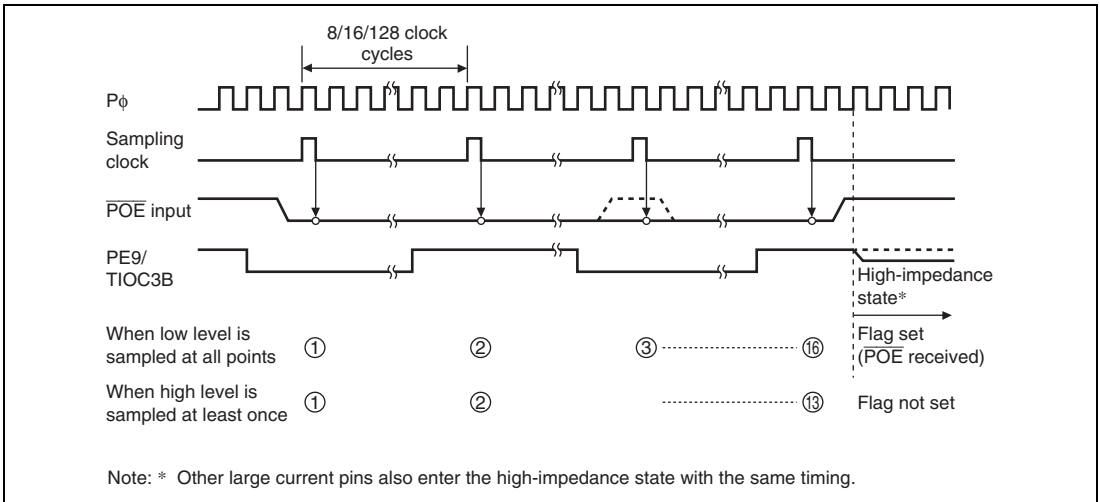 8/16/128 clock
cycles
Pφ
Sampling
clock
POE input
PE9/
TIOC3B
High-impedance
state*
When low level is
sampled at all points
① ② ③ ⑯
Flag set
(POE received)
When high level is
sampled at least once
① ② ⑬
Flag not set
Note: * Other large current pins also enter the high-impedance state with the same timing.